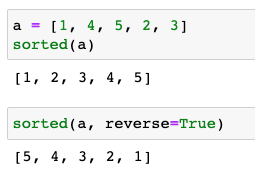 a = [1, 4, 5, 2, 3]
sorted(a)
[1, 2, 3, 4, 5]
sorted(a, reverse=True)
[5, 4, 3, 2, 1]